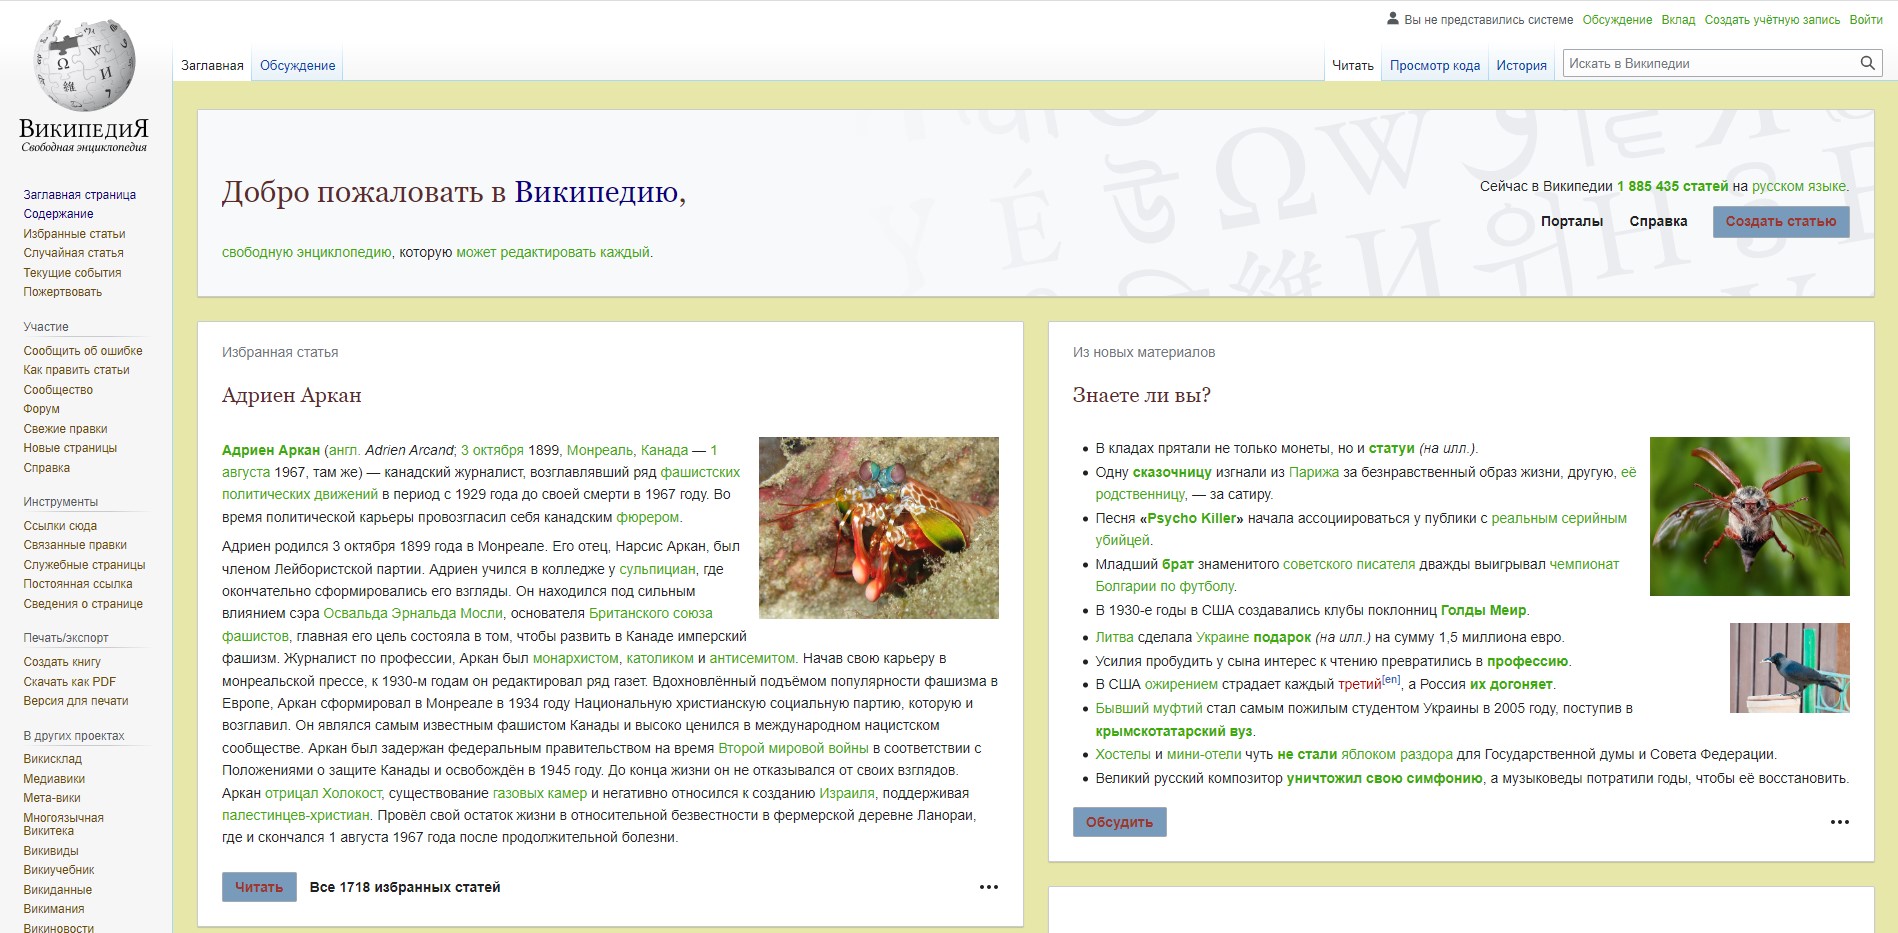 Вы не представились системе Обсуждение Вклад Создать учётную запись Войти
Заглавная Обсуждение Читать Просмотр кода История Искать в Википедии
ВикипедиЯ
Свободная энциклопедия
Заглавная страница
Содержание
Избранные статьи
Случайная статья
Текущие события
Пожертвовать
Участие
Сообщить об ошибке
Как править статьи
Сообщество
Форум
Свежие правки
Новые страницы
Справка
Инструменты
Ссылки сюда
Связанные правки
Служебные страницы
Постоянная ссылка
Сведения о странице
Печать/экспорт
Создать книгу
Скачать как PDF
Версия для печати
В других проектах
Викисклад
Медиавики
Мета-вики
Многоязычная
Викитека
Викивиды
Викиучебник
Викиданные
Викимания
Викиновости
Добро пожаловать в Википедию,
свободную энциклопедию, которую может редактировать каждый.
Сейчас в Википедии 1 885 435 статей на русском языке.
Порталы Справка Создать статью
Избранная статья
Адриен Аркан
Адриен Аркан (англ. Adrien Arcand; 3 октября 1899, Монреаль, Канада — 1
августа 1967, там же) — канадский журналист, возглавлявший ряд фашистских
политических движений в период с 1929 года до своей смерти в 1967 году. Во
время политической карьеры провозгласил себя канадским фюрером.
Адриен родился 3 октября 1899 года в Монреале. Его отец, Нарсис Аркан, был
членом Лейбористской партии. Адриен учился в колледже у сульпициан, где
окончательно сформировались его взгляды. Он находился под сильным
влиянием сэра Освальда Эрнальда Мосли, основателя Британского союза
фашистов, главная его цель состояла в том, чтобы развить в Канаде имперский
фашизм. Журналист по профессии, Аркан был монархистом, католиком и антисемитом. Начав свою карьеру в
монреальской прессе, к 1930-м годам он редактировал ряд газет. Вдохновлённый подъёмом популярности фашизма в
Европе, Аркан сформировал в Монреале в 1934 году Национальную христианскую социальную партию, которую и
возглавил. Он являлся самым известным фашистом Канады и высоко ценился в международном нацистском
сообществе. Аркан был задержан федеральным правительством на время Второй мировой войны в соответствии с
Положениями о защите Канады и освобождён в 1945 году. До конца жизни он не отказывался от своих взглядов.
Аркан отрицал Холокост, существование газовых камер и негативно относился к созданию Израиля, поддерживая
палестинцев-христиан. Провёл свой остаток жизни в относительной безвестности в фермерской деревне Ланораи,
где и скончался 1 августа 1967 года после продолжительной болезни.
Читать Все 1718 избранных статей
Из новых материалов
Знаете ли вы?
В кладах прятали не только монеты, но и статуи (на илл.).
Одну сказочницу изгнали из Парижа за безнравственный образ жизни, другую, её
родственницу, — за сатиру.
Песня «Psycho Killer» начала ассоциироваться у публики с реальным серийным
убийцей.
Младший брат знаменитого советского писателя дважды выигрывал чемпионат
Болгарии по футболу.
В 1930-е годы в США создавались клубы поклонниц Голды Меир.
Литва сделала Украине подарок (на илл.) на сумму 1,5 миллиона евро.
Усилия пробудить у сына интерес к чтению превратились в профессию.
В США ожирением страдает каждый третий[en], а Россия их догоняет.
Бывший муфтий стал самым пожилым студентом Украины в 2005 году, поступив в
крымскотатарский вуз.
Хостелы и мини-отели чуть не стали яблоком раздора для Государственной думы и Совета Федерации.
Великий русский композитор уничтожил свою симфонию, а музыковеды потратили годы, чтобы её восстановить.
Обсудить